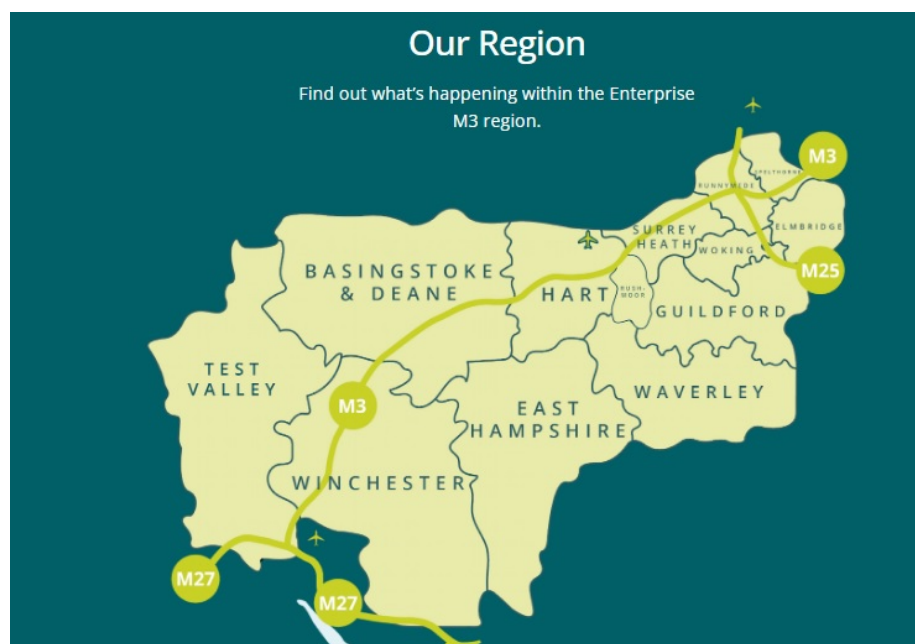 Our Region
Find out what's happening within the Enterprise
M3 region.
M3
SPELTHORNE
RUNNYMEDE
ELMBRIDGE
SURREY
HEATH
WOKING
M25
BASINGSTOKE
& DEANE
HART
RUSH-
MOOR
GUILDFORD
TEST
VALLEY
M3
WAVERLEY
EAST
HAMPSHIRE
WINCHESTER
M27
M27